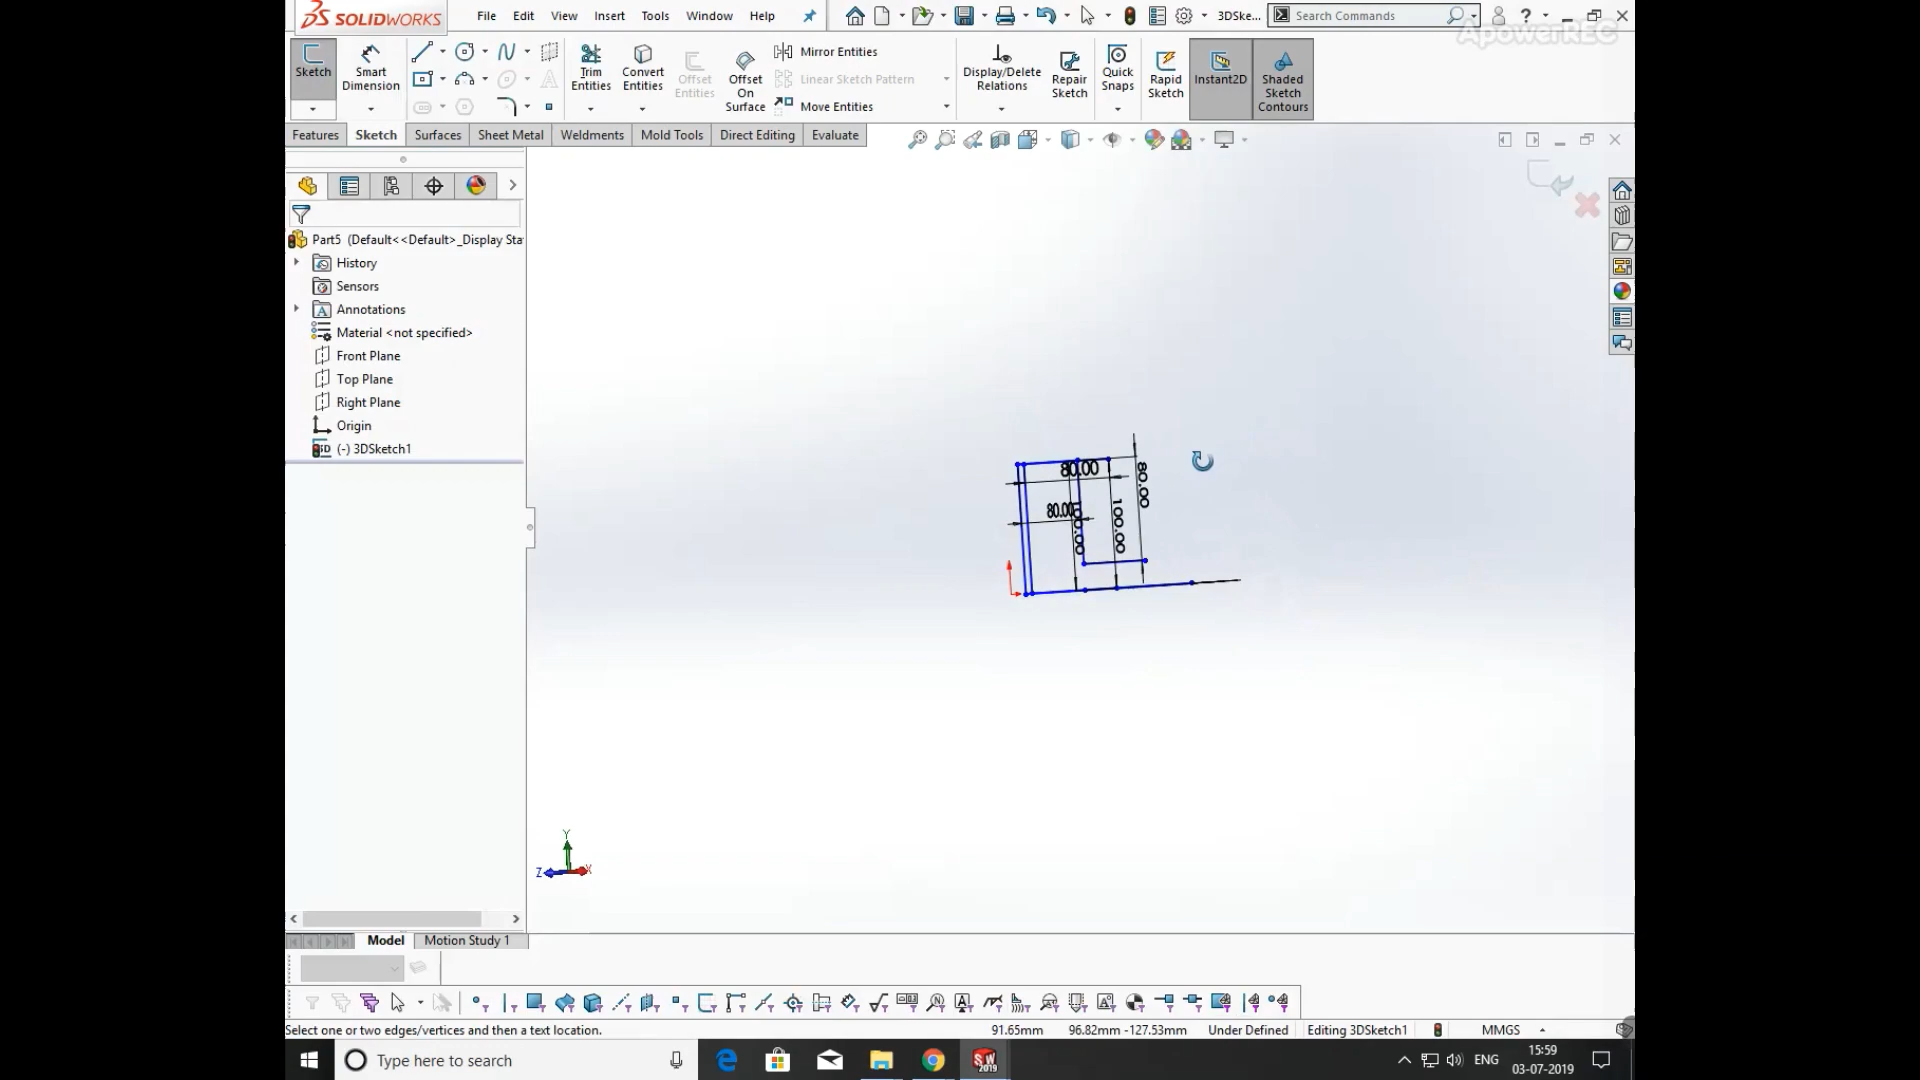 SOLIDWORKS File Edit View Insert Tools Window Help 3DSke... Search Commands ?
ApowerREC
Sketch Smart Dimension Trim Entities Convert Entities Offset Entities Offset On Surface Mirror Entities Linear Sketch Pattern Move Entities Display/Delete Relations Repair Sketch Quick Snaps Rapid Sketch Instant2D Shaded Sketch Contours
Features Sketch Surfaces Sheet Metal Weldments Mold Tools Direct Editing Evaluate
Part5 (Default<<Default>_Display Sta
History
Sensors
Annotations
Material <not specified>
Front Plane
Top Plane
Right Plane
Origin
(-) 3DSketch1
80.00
80.00
80.00
100.00
100.00
Y
Z X
Model Motion Study 1
Select one or two edges/vertices and then a text location. 91.65mm 96.82mm -127.53mm Under Defined Editing 3DSketch1 MMGS
Type here to search SW 2019 ENG 15:59
03-07-2019